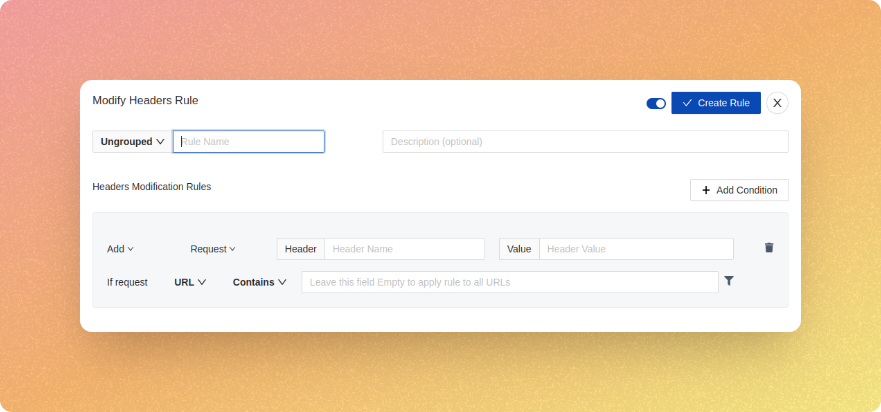 Modify Headers Rule
Create Rule
X
Ungrouped
Rule Name
Description (optional)
Headers Modification Rules
+ Add Condition
Add
Request
Header
Header Name
Value
Header Value
If request
URL
Contains
Leave this field Empty to apply rule to all URLs